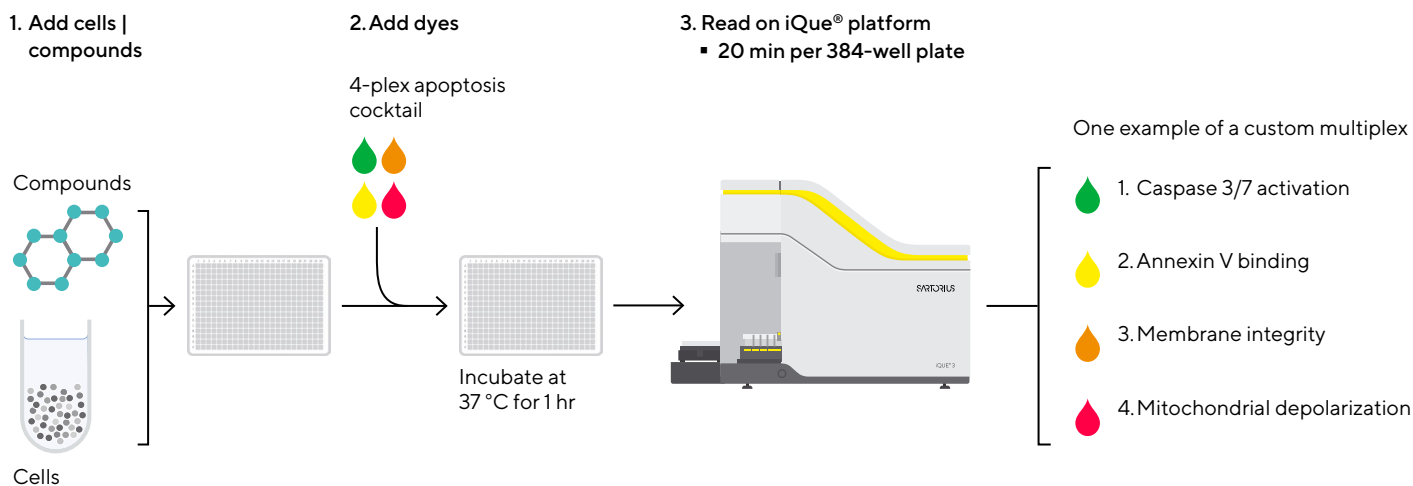 1. Add cells |
compounds
2. Add dyes
3. Read on iQue® platform
▪ 20 min per 384-well plate
4-plex apoptosis
cocktail
Compounds
Cells
Incubate at
37 °C for 1 hr
SARTORIUS
iQUE® 3
One example of a custom multiplex
1. Caspase 3/7 activation
2. Annexin V binding
3. Membrane integrity
4. Mitochondrial depolarization